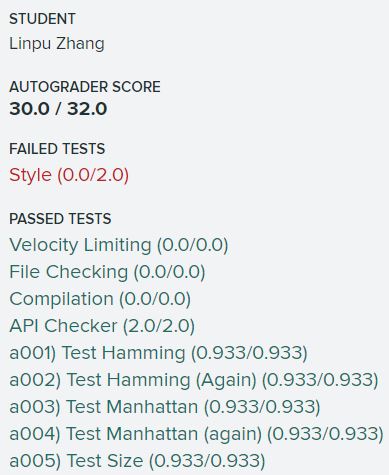 STUDENT
Linpu Zhang
AUTOGRADER SCORE
30.0 / 32.0
FAILED TESTS
Style (0.0/2.0)
PASSED TESTS
Velocity Limiting (0.0/0.0)
File Checking (0.0/0.0)
Compilation (0.0/0.0)
API Checker (2.0/2.0)
a001) Test Hamming (0.933/0.933)
a002) Test Hamming (Again) (0.933/0.933)
a003) Test Manhattan (0.933/0.933)
a004) Test Manhattan (again) (0.933/0.933)
a005) Test Size (0.933/0.933)